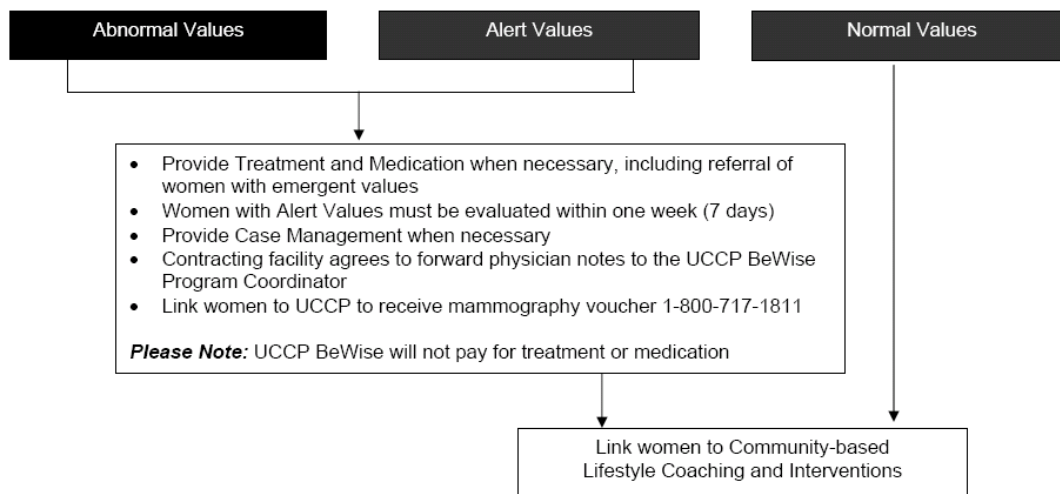 Abnormal Values
Alert Values
Normal Values
• Provide Treatment and Medication when necessary, including referral of
women with emergent values
• Women with Alert Values must be evaluated within one week (7 days)
• Provide Case Management when necessary
• Contracting facility agrees to forward physician notes to the UCCP BeWise
Program Coordinator
• Link women to UCCP to receive mammography voucher 1-800-717-1811
Please Note: UCCP BeWise will not pay for treatment or medication
Link women to Community-based
Lifestyle Coaching and Interventions